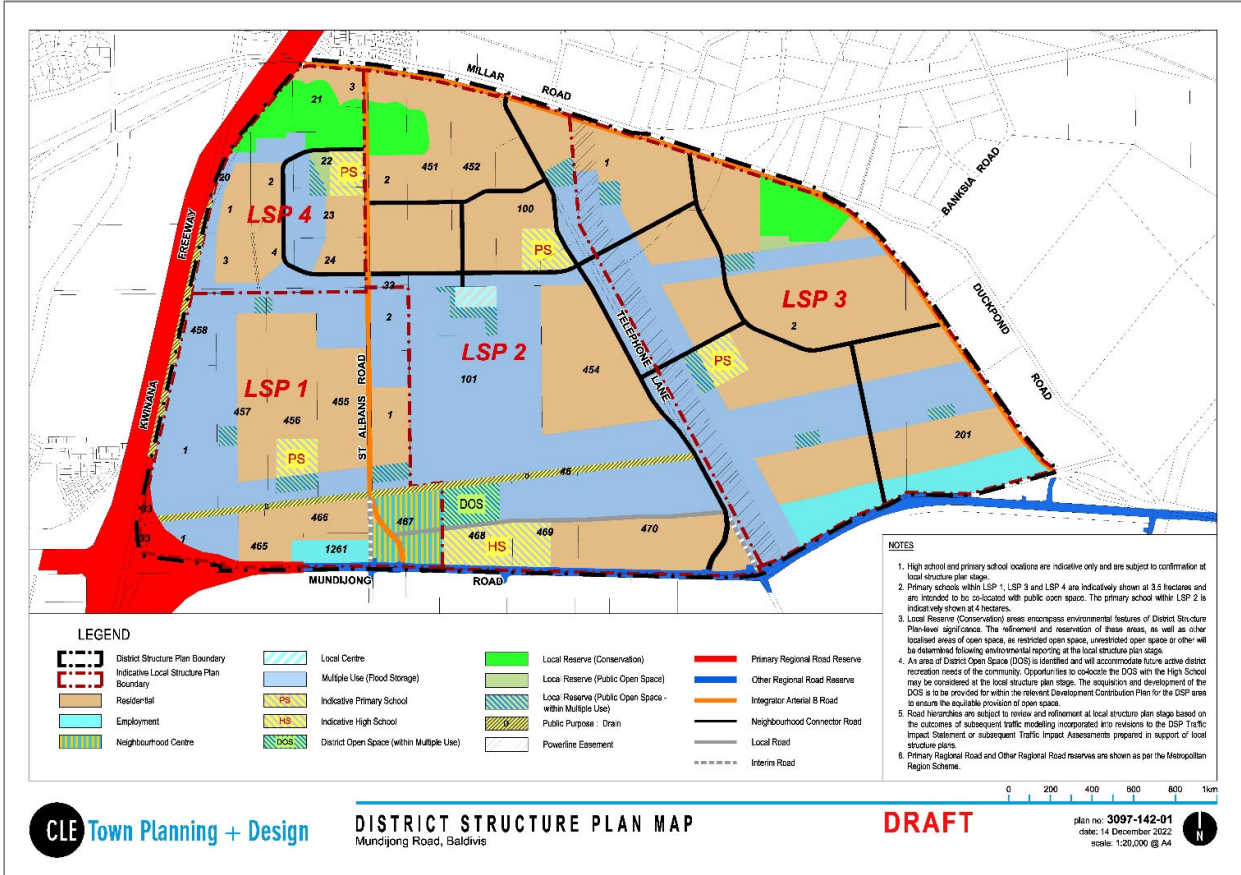 MILLAR
ROAD
21
3
BANKSIA ROAD
22
PS
451
452
2
1
20
2
1
LSP 4
23
100
FREEWAY
3
4
24
PS
33
LSP 3
DUCKPOND
ROAD
2
458
2
LSP 2
TELEPHONE LANE
2
LSP 1
101
ST ALBANS ROAD
454
PS
KWINANA
457
456
455
1
201
1
PS
46
D
D
DOS
33
466
467
468
469
470
33
1
465
1261
HS
MUNDIJONG
ROAD
NOTES
1. High school and primary school locations are indicative only and are subject to confirmation at
local structure plan stage.
2. Primary schools within LSP 1, LSP 3 and LSP 4 are indicatively shown at 3.5 hectares and
are intended to be co-located with public open space. The primary school within LSP 2 is
indicatively shown at 4 hectares.
3. Local Reserve (Conservation) areas encompass environmental features of District Structure
Plan-level significance. The refinement and reservation of these areas, as well as other
localised areas of open space, as restricted open space, unrestricted open space or other will
be determined following environmental reporting at the local structure plan stage.
4. An area of District Open Space (DOS) is identified and will accommodate future active district
recreation needs of the community. Opportunities to co-locate the DOS with the High School
may be considered at the local structure plan stage. The acquisition and development of the
DOS is to be provided for within the relevant Development Contribution Plan for the DSP area
to ensure the equitable provision of open space.
5. Road hierarchies are subject to review and refinement at local structure plan stage based on
the outcomes of subsequent traffic modelling incorporated into revisions to the DSP Traffic
Impact Statement or subsequent Traffic Impact Assessments prepared in support of local
structure plans.
6. Primary Regional Road and Other Regional Road reserves are shown as per the Metropolitan
Region Scheme.
LEGEND
District Structure Plan Boundary
Indicative Local Structure Plan
Boundary
Residential
Employment
Neighbourhood Centre
Local Centre
Multiple Use (Flood Storage)
PS Indicative Primary School
HS Indicative High School
DOS District Open Space (within Multiple Use)
Local Reserve (Conservation)
Local Reserve (Public Open Space)
Local Reserve (Public Open Space -
within Multiple Use)
D Public Purpose : Drain
Powerline Easement
Primary Regional Road Reserve
Other Regional Road Reserve
Integrator Arterial B Road
Neighbourhood Connector Road
Local Road
Interim Road
0 200 400 600 800 1km
CLE Town Planning + Design
DISTRICT STRUCTURE PLAN MAP
Mundijong Road, Baldivis
DRAFT
plan no: 3097-142-01
date: 14 December 2022
scale: 1:20,000 @ A4
N